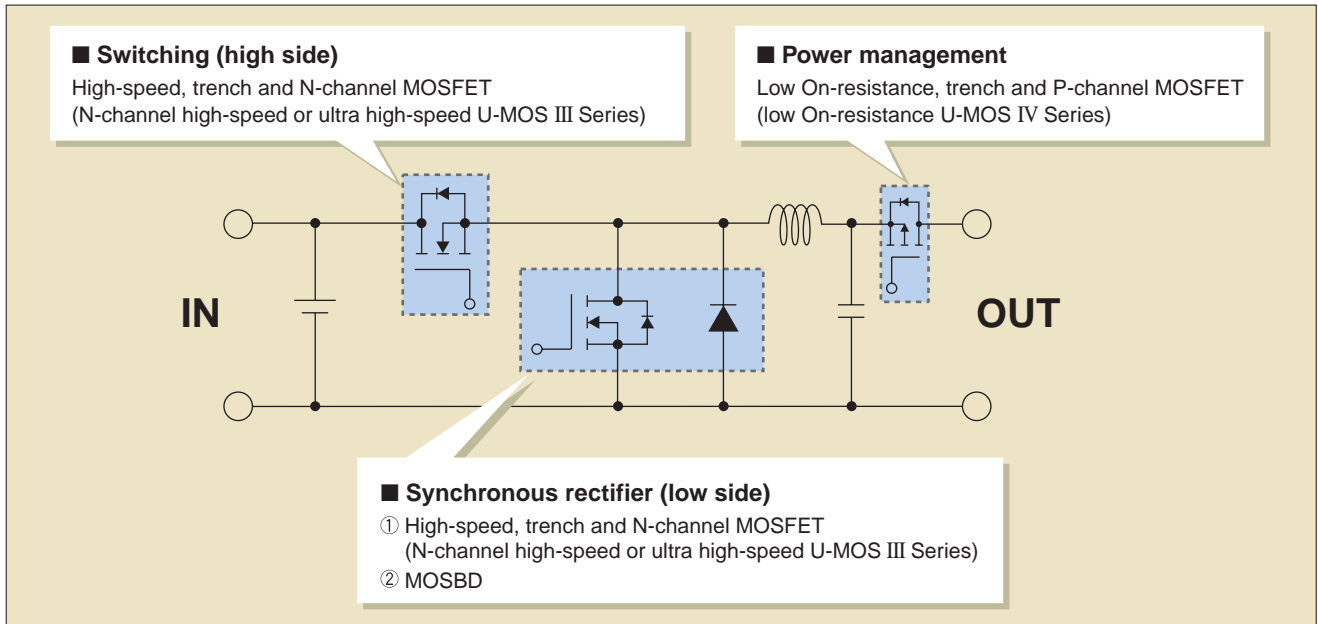 ■ Switching (high side)
High-speed, trench and N-channel MOSFET
(N-channel high-speed or ultra high-speed U-MOS III Series)
■ Power management
Low On-resistance, trench and P-channel MOSFET
(low On-resistance U-MOS IV Series)
IN
OUT
■ Synchronous rectifier (low side)
① High-speed, trench and N-channel MOSFET
(N-channel high-speed or ultra high-speed U-MOS III Series)
② MOSBD